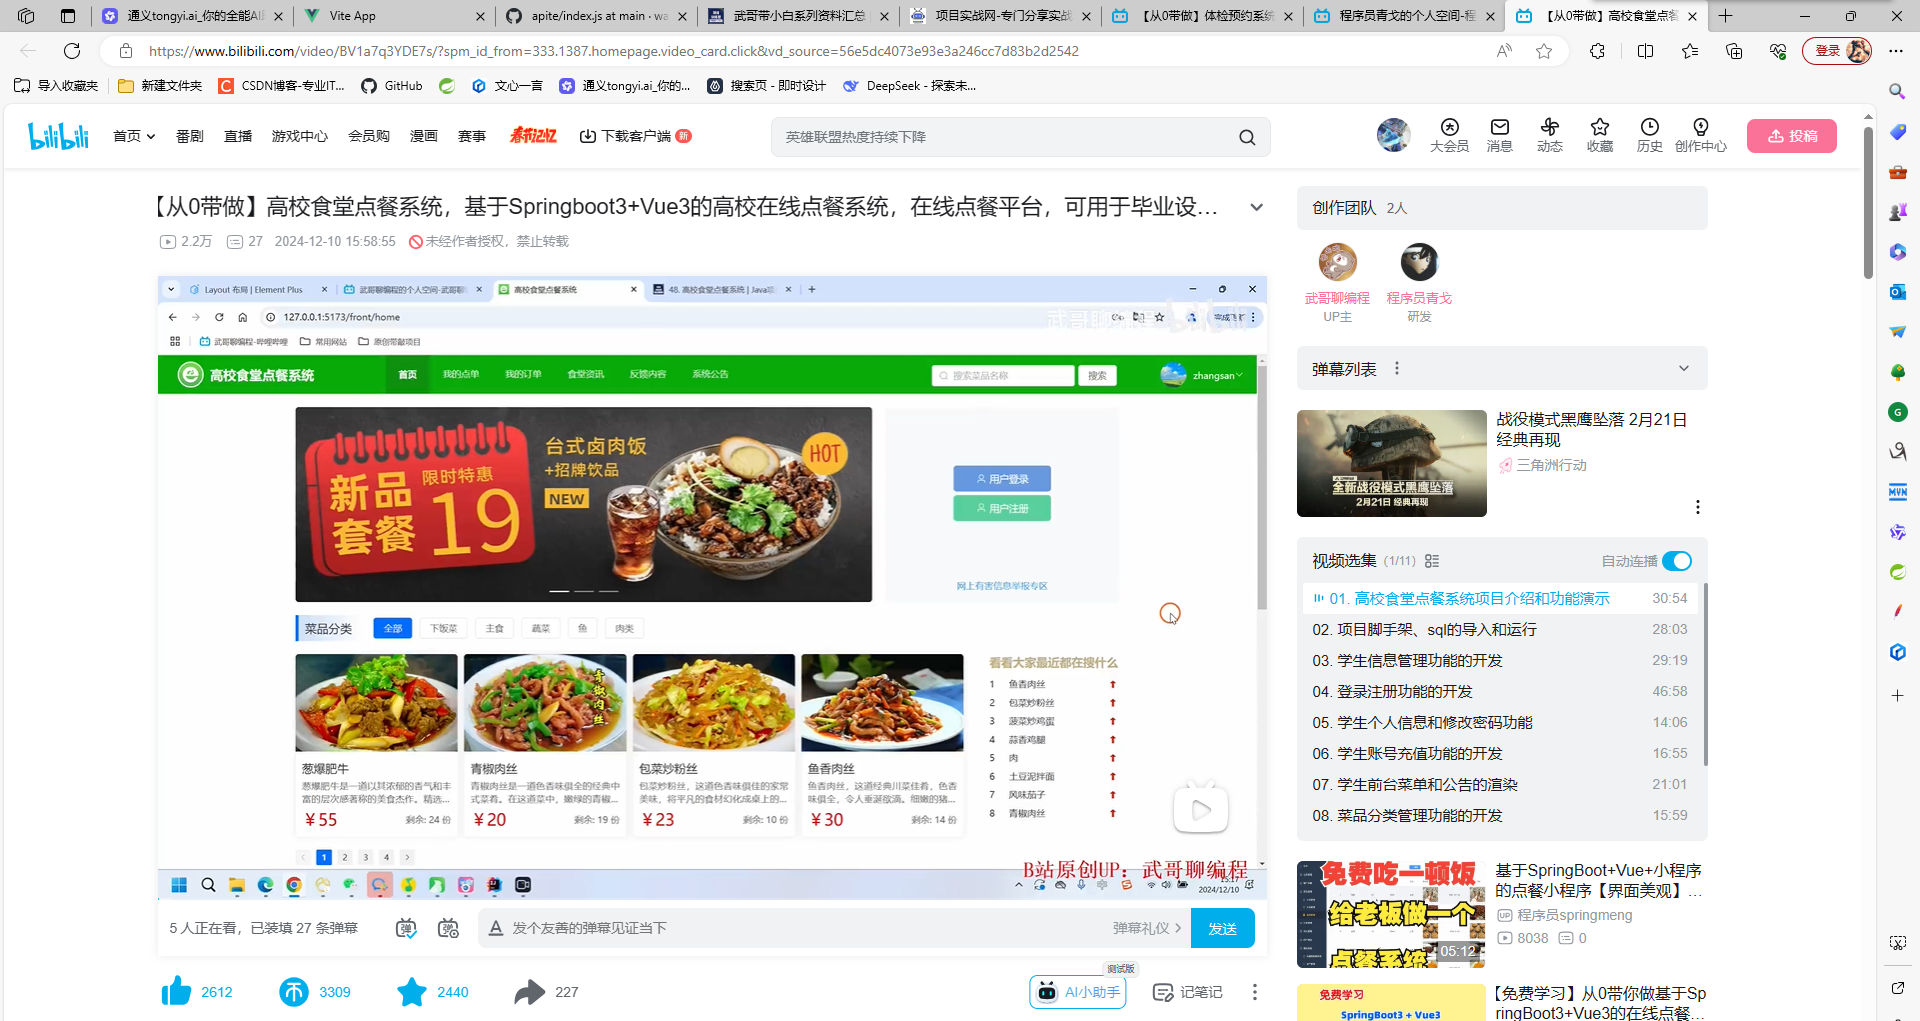 通义tongyi.ai_你的全能AI
Vite App
apite/index.js at main · wa
武哥带小白系列资料汇总
项目实战网-专门分享实战
【从0带做】体检预约系统
程序员青戈的个人空间-程
【从0带做】高校食堂点餐
https://www.bilibili.com/video/BV1a7q3YDE7s/?spm_id_from=333.1387.homepage.video_card.click&vd_source=56e5dc4073e93e3a246cc7d83b2d2542
登录
导入收藏夹
新建文件夹
CSDN博客-专业IT...
GitHub
文心一言
通义tongyi.ai_你的...
搜索页 - 即时设计
DeepSeek - 探索未...
bilibili
首页
番剧
直播
游戏中心
会员购
漫画
赛事
春节记忆
下载客户端
新
英雄联盟热度持续下降
大会员
消息
动态
收藏
历史
创作中心
投稿
【从0带做】高校食堂点餐系统，基于Springboot3+Vue3的高校在线点餐系统，在线点餐平台，可用于毕业设...
2.2万
27
2024-12-10 15:58:55
未经作者授权，禁止转载
Layout 布局 | Element Plus
武哥聊编程的个人空间-武哥聊
高校食堂点餐系统
48. 高校食堂点餐系统 | Java项
127.0.0.1:5173/front/home
武哥聊编程
bilibili
武哥聊编程-哔哩哔哩
常用网站
原创带敲项目
高校食堂点餐系统
首页
我的点单
我的订单
食堂资讯
反馈内容
系统公告
搜索菜品名称
搜索
zhangsan
新品
套餐
限时特惠
19
台式卤肉饭
+招牌饮品
NEW
HOT
用户登录
用户注册
网上有害信息举报专区
菜品分类
全部
下饭菜
主食
蔬菜
鱼
肉类
青椒肉丝
葱爆肥牛
葱爆肥牛是一道以其浓郁的香气和丰
富的层次感著称的美食杰作。精选...
￥55
剩余: 24 份
青椒肉丝
青椒肉丝是一道色香味俱全的经典中
式菜肴。在这道菜中，嫩绿的青椒...
￥20
剩余: 19 份
包菜炒粉丝
包菜炒粉丝，这道色香味俱佳的家常
美味，将平凡的食材幻化成桌上的...
￥23
剩余: 10 份
鱼香肉丝
鱼香肉丝，这道经典川菜佳肴，色香
味俱全，令人垂涎欲滴。细嫩的猪...
￥30
剩余: 14 份
看看大家最近都在搜什么
1 鱼香肉丝
2 包菜炒粉丝
3 菠菜炒鸡蛋
4 蒜香鸡腿
5 肉
6 土豆泥拌面
7 风味茄子
8 青椒肉丝
1 2 3 4
B站原创UP：武哥聊编程
15:17
2024/12/10
5 人正在看，已装填 27 条弹幕
发个友善的弹幕见证当下
弹幕礼仪
发送
2612
3309
2440
227
测试版
AI小助手
记笔记
创作团队 2人
武哥聊编程
UP主
程序员青戈
研发
弹幕列表
全新战役模式黑鹰坠落
2月21日 经典再现
战役模式黑鹰坠落 2月21日
经典再现
三角洲行动
视频选集 (1/11)
自动连播
01. 高校食堂点餐系统项目介绍和功能演示 30:54
02. 项目脚手架、sql的导入和运行 28:03
03. 学生信息管理功能的开发 29:19
04. 登录注册功能的开发 46:58
05. 学生个人信息和修改密码功能 14:06
06. 学生账号充值功能的开发 16:55
07. 学生前台菜单和公告的渲染 21:01
08. 菜品分类管理功能的开发 15:59
免费吃一顿饭
给老板做一个
点餐系统
05:12
基于SpringBoot+Vue+小程序
的点餐小程序【界面美观】...
程序员springmeng
8038
0
免费学习
SpringBoot3 + Vue3
【免费学习】从0带你做基于Sp
ringBoot3+Vue3的在线点餐...